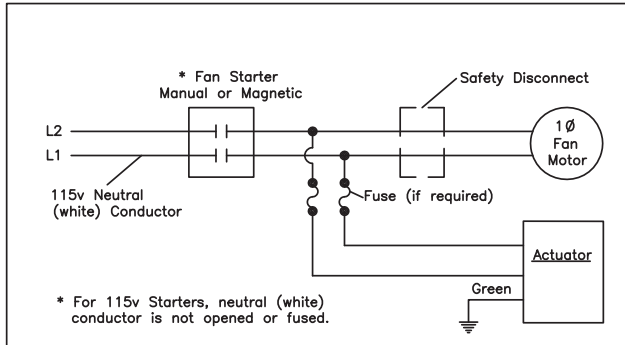 * Fan Starter
Manual or Magnetic
Safety Disconnect
L2
L1
1Ø
Fan
Motor
115v Neutral
(white) Conductor
Fuse (if required)
Actuator
Green
* For 115v Starters, neutral (white)
conductor is not opened or fused.